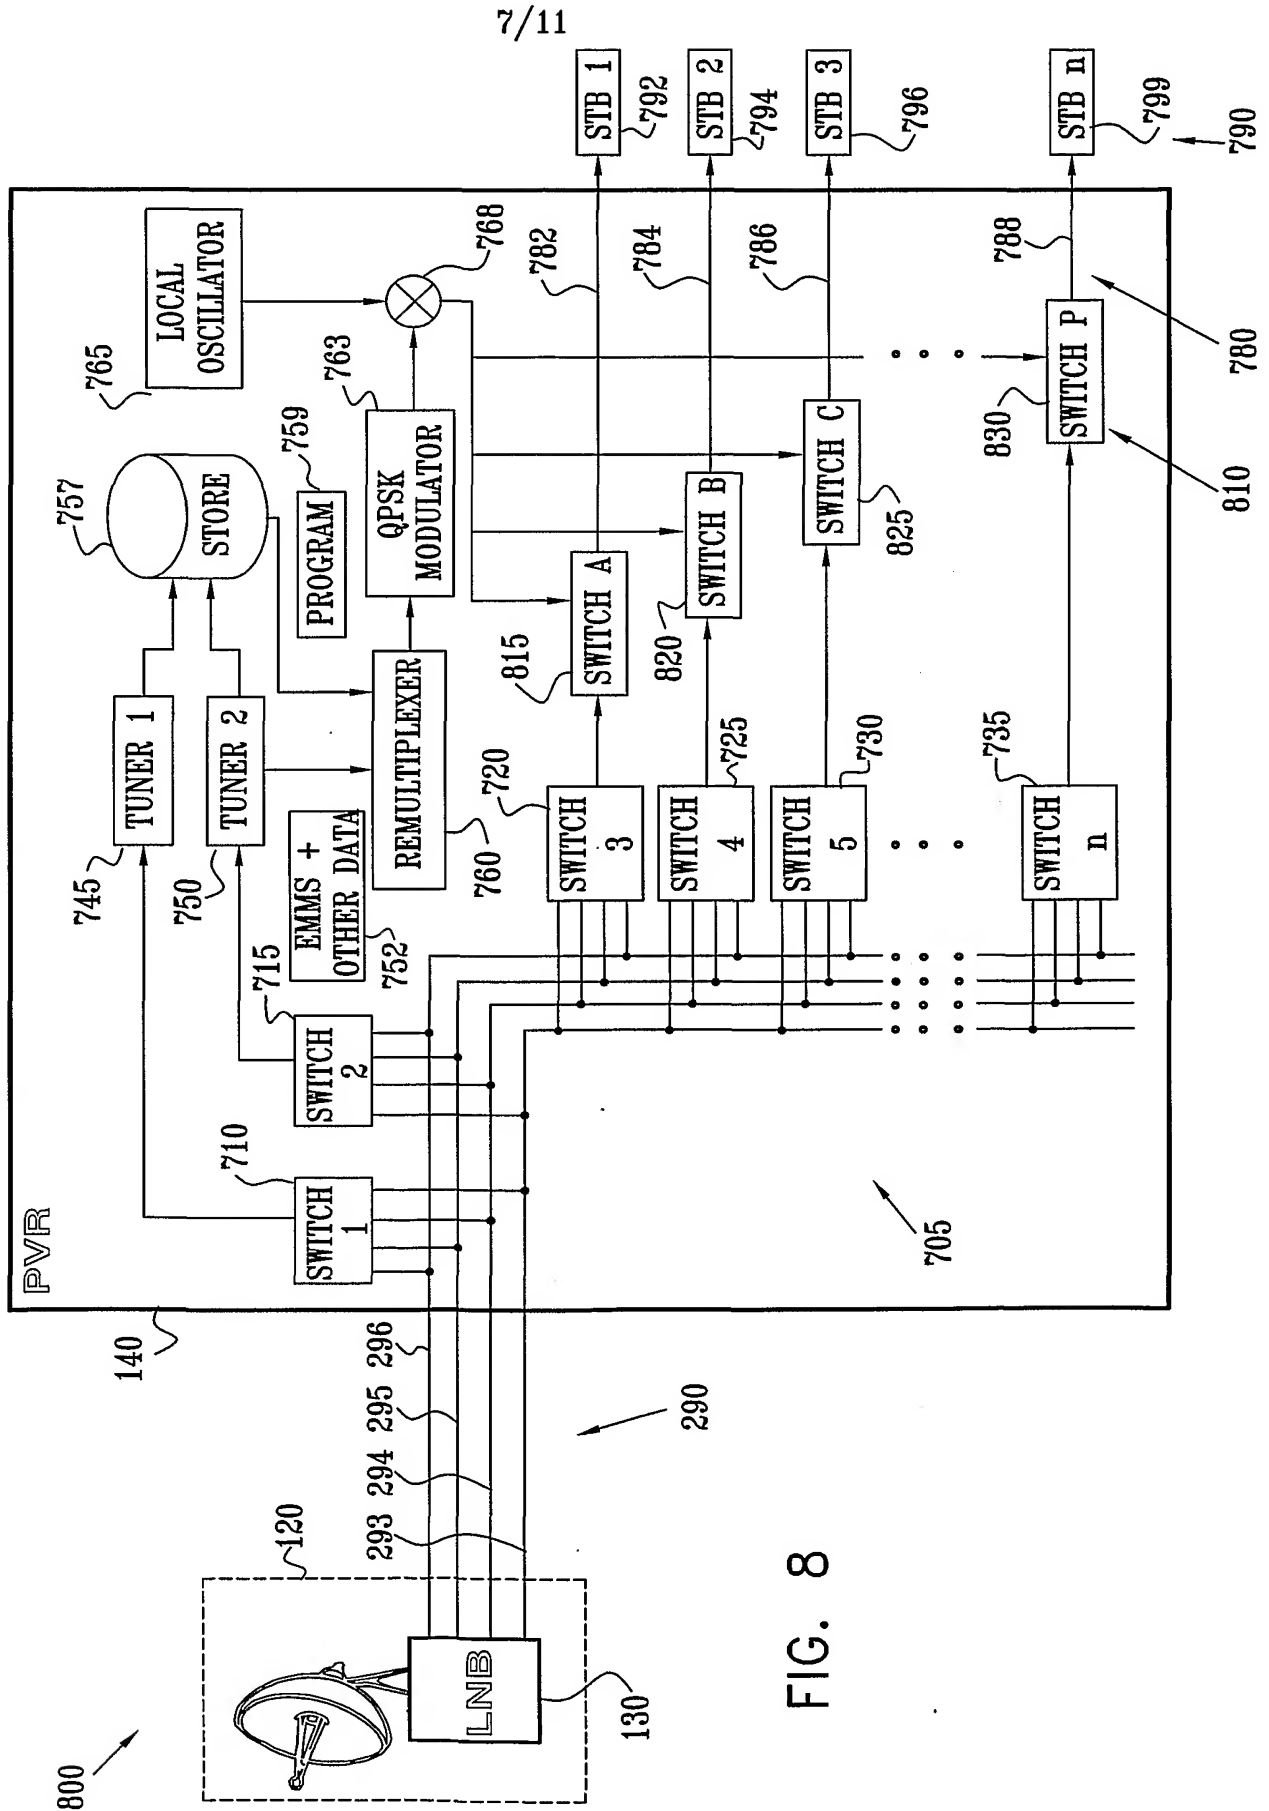 7/11
800
120
LNB
130
293
294
295
296
290
140
PVR
705
SWITCH 1
710
SWITCH 2
715
TUNER 1
745
TUNER 2
750
EMMS + OTHER DATA
752
STORE
757
PROGRAM
759
REMULTIPLEXER
760
QPSK MODULATOR
763
LOCAL OSCILLATOR
765
768
SWITCH 3
720
SWITCH 4
725
SWITCH 5
730
SWITCH n
735
SWITCH A
815
SWITCH B
820
SWITCH C
825
SWITCH P
830
810
782
784
786
788
780
STB 1
792
STB 2
794
STB 3
796
STB n
799
790
FIG. 8